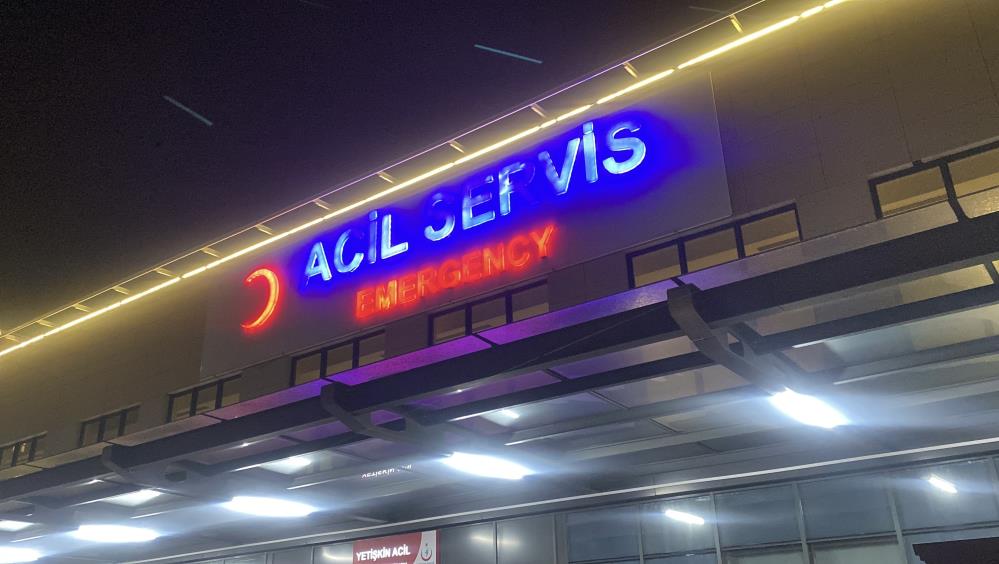 ACİL SERVİS
EMERGENCY
YETİŞKİN ACİL